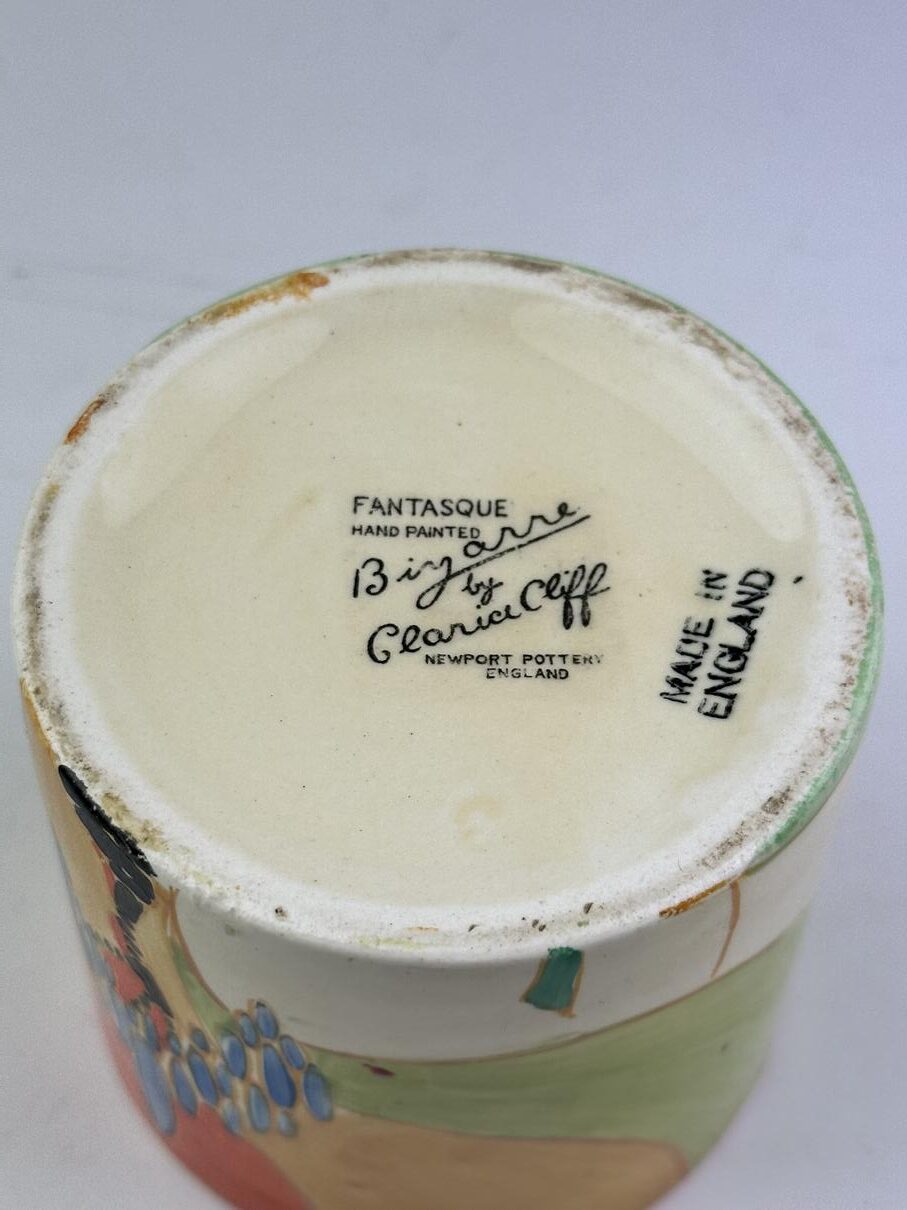 FANTASQUE
HAND PAINTED
Bizarre
by
Clarice Cliff
NEWPORT POTTERY
ENGLAND
MADE IN
ENGLAND